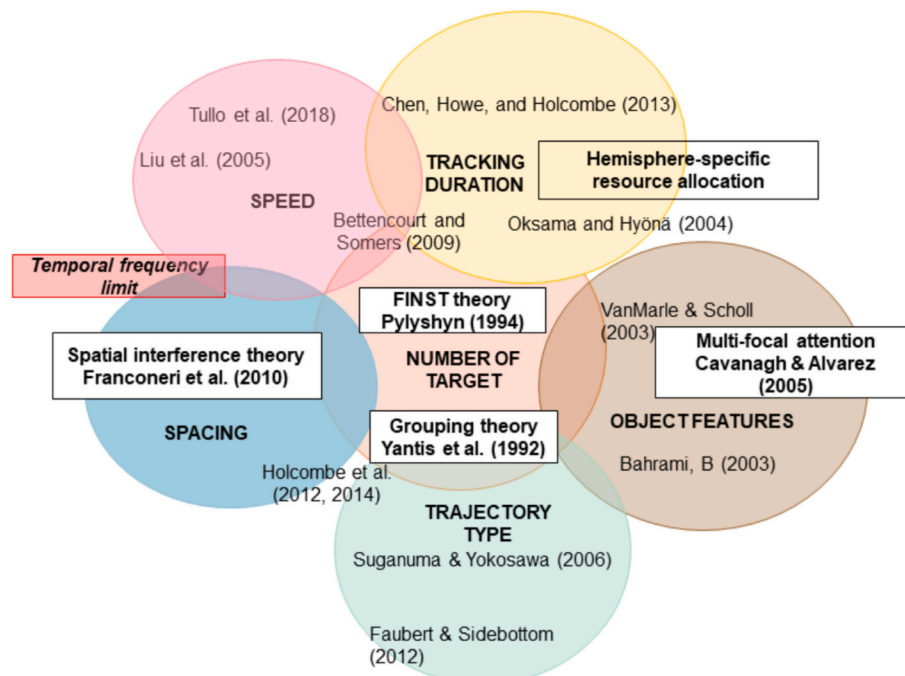 Tullo et al. (2018)
Liu et al. (2005)
SPEED
Chen, Howe, and Holcombe (2013)
TRACKING
DURATION
Hemisphere-specific
resource allocation
Bettencourt and
Somers (2009)
Oksama and Hyönä (2004)
Temporal frequency
limit
FINST theory
Pylyshyn (1994)
NUMBER OF
TARGET
VanMarle & Scholl
(2003)
Multi-focal attention
Cavanagh & Alvarez
(2005)
Spatial interference theory
Franconeri et al. (2010)
SPACING
Grouping theory
Yantis et al. (1992)
OBJECT FEATURES
Bahrami, B (2003)
Holcombe et al.
(2012, 2014)
TRAJECTORY
TYPE
Suganuma & Yokosawa (2006)
Faubert & Sidebottom
(2012)